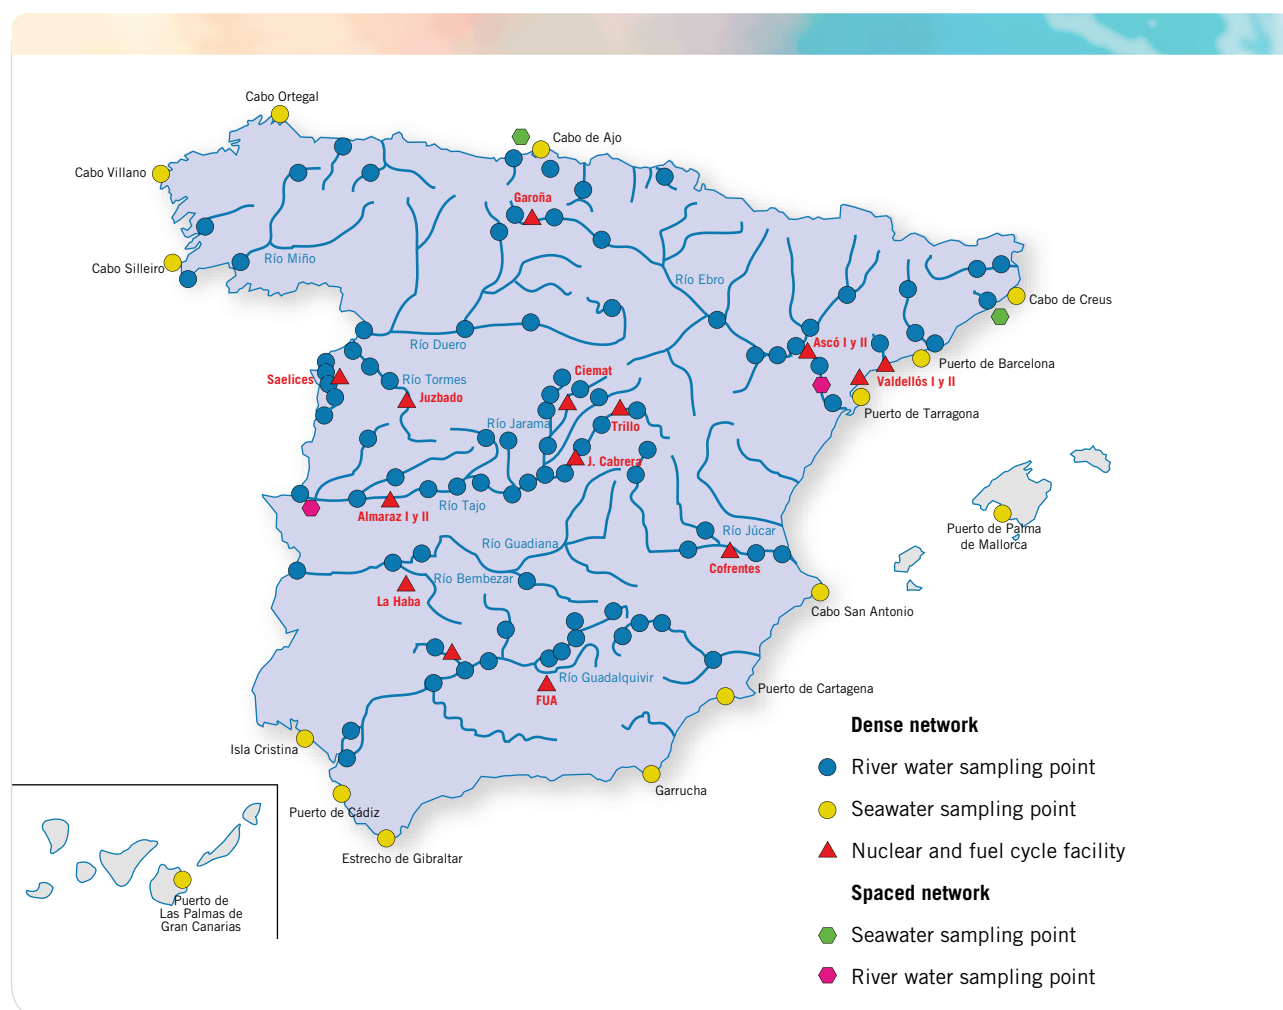 Cabo Ortegal
Cabo de Ajo
Cabo Villano
Garoña
Río Miño
Cabo Silleiro
Río Ebro
Cabo de Creus
Río Duero
Ascó I y II
Puerto de Barcelona
Saelices
Río Tormes
Ciemat
Valdellós I y II
Juzbado
Puerto de Tarragona
Río Jarama
Trillo
J. Cabrera
Río Tajo
Almaraz I y II
Puerto de Palma
de Mallorca
Río Júcar
Río Guadiana
Cofrentes
Río Bembezar
La Haba
Cabo San Antonio
Río Guadalquivir
FUA
Puerto de Cartagena
Isla Cristina
Garrucha
Puerto de Cádiz
Estrecho de Gibraltar
Puerto de
Las Palmas de
Gran Canarias
Dense network
River water sampling point
Seawater sampling point
Nuclear and fuel cycle facility
Spaced network
Seawater sampling point
River water sampling point